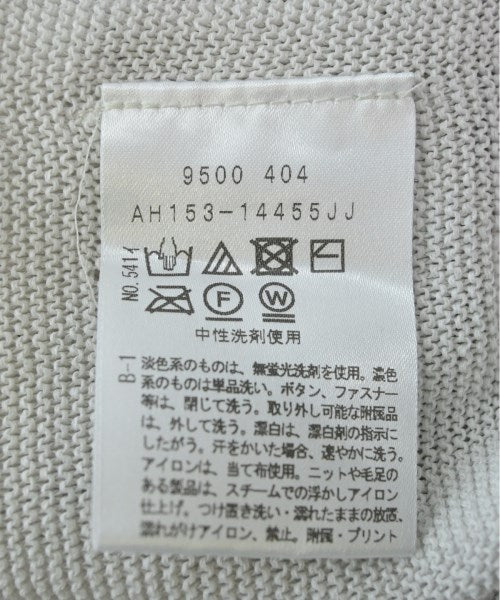 9500 404
AH153-14455JJ
NO.5414
F
W
中性洗剤使用
B-1
淡色系のものは、無蛍光洗剤を使用。濃色
系のものは単品洗い。ボタン、ファスナー
等は、閉じて洗う。取り外し可能な附属品
は、外して洗う。漂白は、漂白剤の指示に
したがう。汗をかいた場合、速やかに洗う。
アイロンは、当て布使用。ニットや毛足の
ある製品は、スチームでの浮かしアイロン
仕上げ。つけ置き洗い・濡れたままの放置、
濡れがけアイロン、禁止。附属・プリント